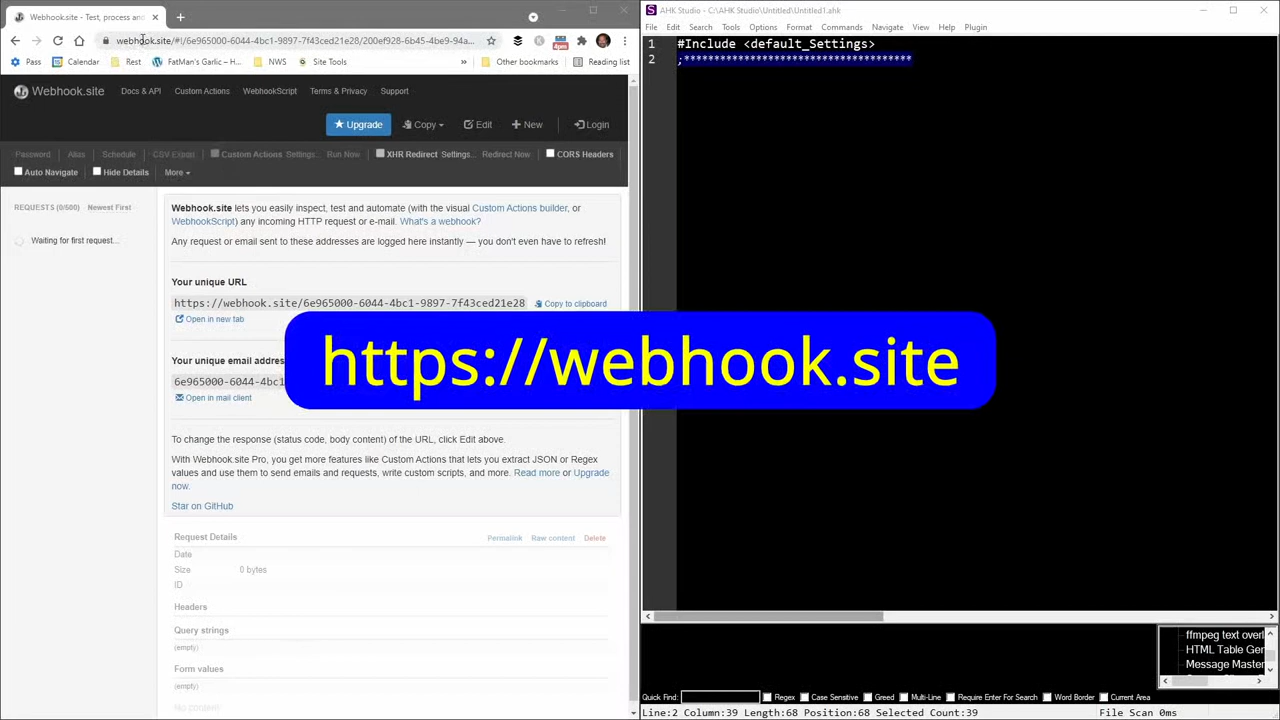 Webhook.site - Test, process and
webhook.site/#!/6e965000-6044-4bc1-9897-7f43ced21e28/200ef928-6b45-4be9-94a...
4pm
Pass
Calendar
Rest
FatMan's Garlic – H...
NWS
Site Tools
Other bookmarks
Reading list
Webhook.site
Docs & API
Custom Actions
WebhookScript
Terms & Privacy
Support
Upgrade
Copy
Edit
New
Login
Password
Alias
Schedule
CSV Export
Custom Actions
Settings...
Run Now
XHR Redirect
Settings...
Redirect Now
CORS Headers
Auto Navigate
Hide Details
More
REQUESTS (0/500)
Newest First
Waiting for first request...
Webhook.site lets you easily inspect, test and automate (with the visual Custom Actions builder, or
WebhookScript) any incoming HTTP request or e-mail. What's a webhook?
Any request or email sent to these addresses are logged here instantly — you don't even have to refresh!
Your unique URL
https://webhook.site/6e965000-6044-4bc1-9897-7f43ced21e28
Copy to clipboard
Open in new tab
Your unique email addres
6e965000-6044-4bc1
Open in mail client
https://webhook.site
To change the response (status code, body content) of the URL, click Edit above.
With Webhook.site Pro, you get more features like Custom Actions that lets you extract JSON or Regex
values and use them to send emails and requests, write custom scripts, and more. Read more or Upgrade
now.
Star on GitHub
Request Details
Permalink
Raw content
Delete
Date
Size
0 bytes
ID
Headers
Query strings
(empty)
Form values
(empty)
No content
AHK Studio - C:\AHK Studio\Untitled\Untitled1.ahk
File
Edit
Search
Tools
Options
Format
Commands
Navigate
View
Help
Plugin
1 #Include <default_Settings>
2 ;**************************************
ffmpeg text overl
HTML Table Ger
Message Master
Quick Find:
Regex
Case Sensitive
Greed
Multi-Line
Require Enter For Search
Word Border
Current Area
Line:2 Column:39 Length:68 Position:68 Selected Count:39
File Scan 0ms